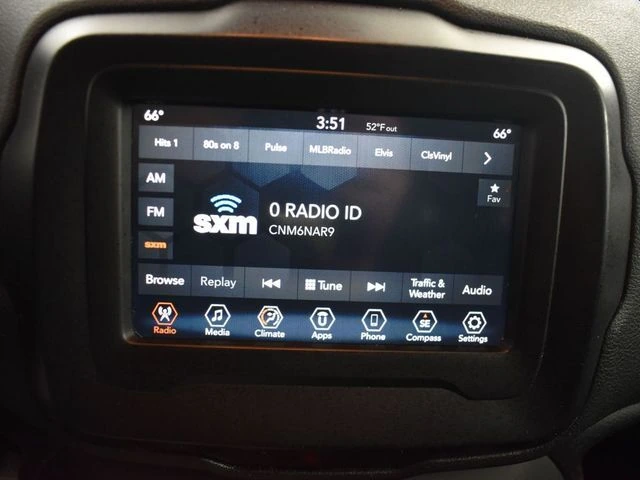 66° 3:51 52°F out 66°
Hits 1 80s on 8 Pulse MLBRadio Elvis ClsVinyl >
AM
FM
sxm
sxm
0 RADIO ID
CNM6NAR9
Fav
Browse Replay Tune Traffic & Weather Audio
Radio Media Climate U Apps Phone SE Compass Settings